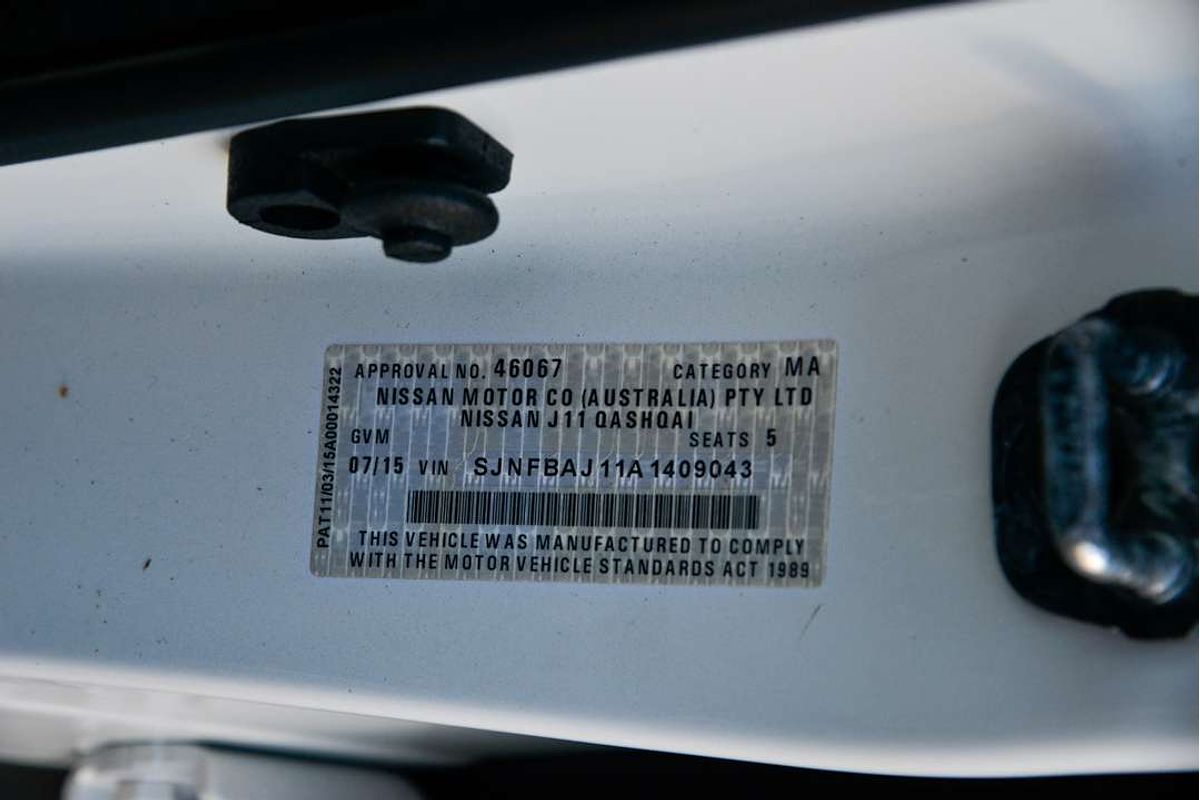 APPROVAL NO. 46067 CATEGORY MA
NISSAN MOTOR CO (AUSTRALIA) PTY LTD
NISSAN J11 QASHQAI
GVM SEATS 5
07/15 VIN SJNFBAJ11A1409043
THIS VEHICLE WAS MANUFACTURED TO COMPLY
WITH THE MOTOR VEHICLE STANDARDS ACT 1989
PAT11/03/15A00014322